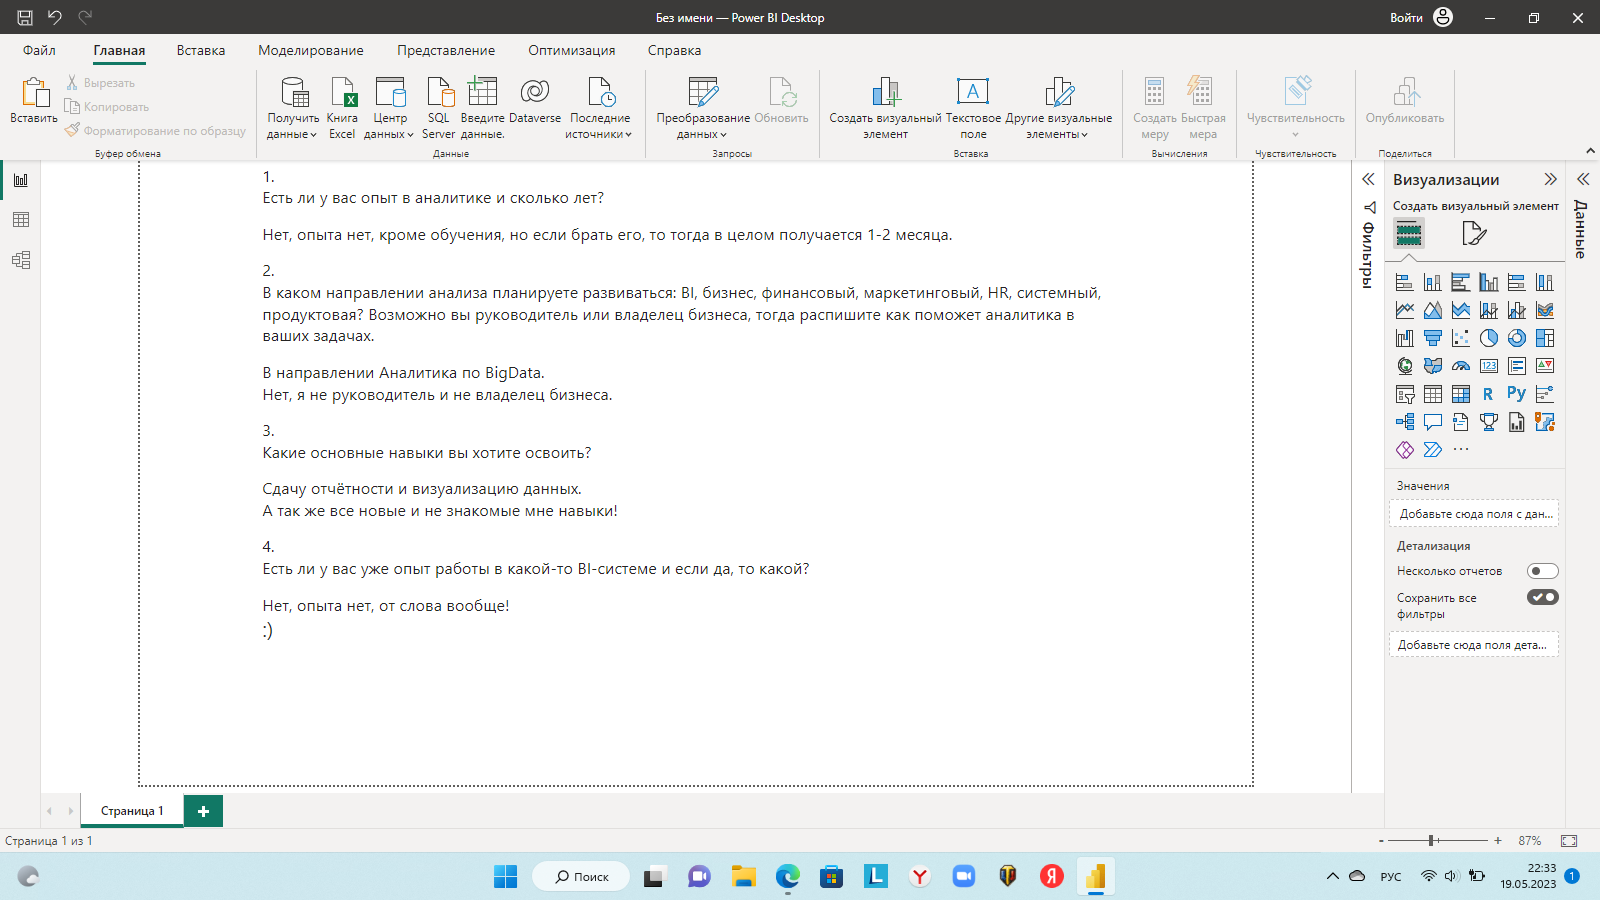 Без имени — Power BI Desktop
Войти
Файл
Главная
Вставка
Моделирование
Представление
Оптимизация
Справка
Вставить
Вырезать
Копировать
Форматирование по образцу
Буфер обмена
Получить данные
Книга Excel
Центр данных
SQL Server
Введите данные.
Dataverse
Последние источники
Данные
Преобразование данных
Обновить
Запросы
Создать визуальный элемент
Текстовое поле
Другие визуальные элементы
Вставка
Создать меру
Быстрая мера
Вычисления
Чувствительность
Чувствительность
Опубликовать
Поделиться
1.
Есть ли у вас опыт в аналитике и сколько лет?
Нет, опыта нет, кроме обучения, но если брать его, то тогда в целом получается 1-2 месяца.
2.
В каком направлении анализа планируете развиваться: BI, бизнес, финансовый, маркетинговый, HR, системный,
продуктовая? Возможно вы руководитель или владелец бизнеса, тогда распишите как поможет аналитика в
ваших задачах.
В направлении Аналитика по BigData.
Нет, я не руководитель и не владелец бизнеса.
3.
Какие основные навыки вы хотите освоить?
Сдачу отчётности и визуализацию данных.
А так же все новые и не знакомые мне навыки!
4.
Есть ли у вас уже опыт работы в какой-то BI-системе и если да, то какой?
Нет, опыта нет, от слова вообще!
:)
Фильтры
Визуализации
Создать визуальный элемент
123
R
Py
Значения
Добавьте сюда поля с дан...
Детализация
Несколько отчетов
Сохранить все
фильтры
Добавьте сюда поля дета...
Данные
Страница 1
Страница 1 из 1
87%
Поиск
РУС
22:33
19.05.2023
1